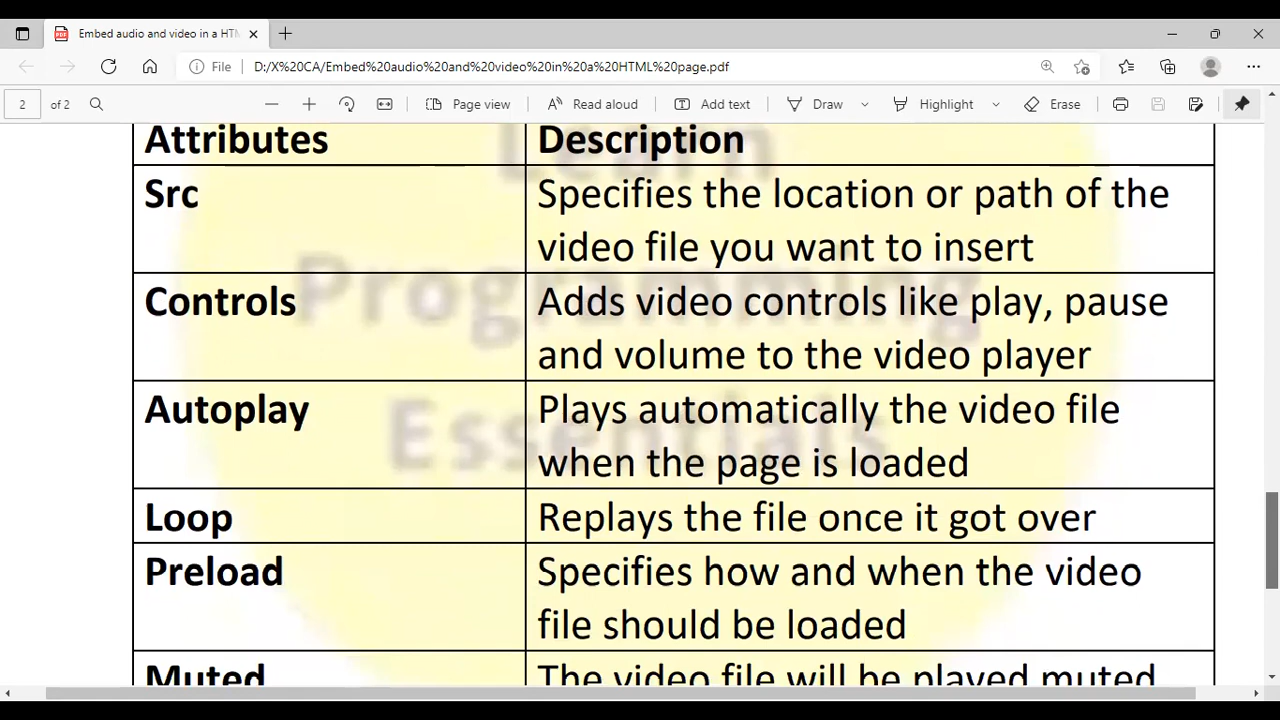 Embed audio and video in a HTM
File
D:/X%20CA/Embed%20audio%20and%20video%20in%20a%20HTML%20page.pdf
2 of 2
Page view
Read aloud
Add text
Draw
Highlight
Erase
Learn
Programming
Essentials
Attributes Description
Src Specifies the location or path of the
video file you want to insert
Controls Adds video controls like play, pause
and volume to the video player
Autoplay Plays automatically the video file
when the page is loaded
Loop Replays the file once it got over
Preload Specifies how and when the video
file should be loaded
Muted The video file will be played muted